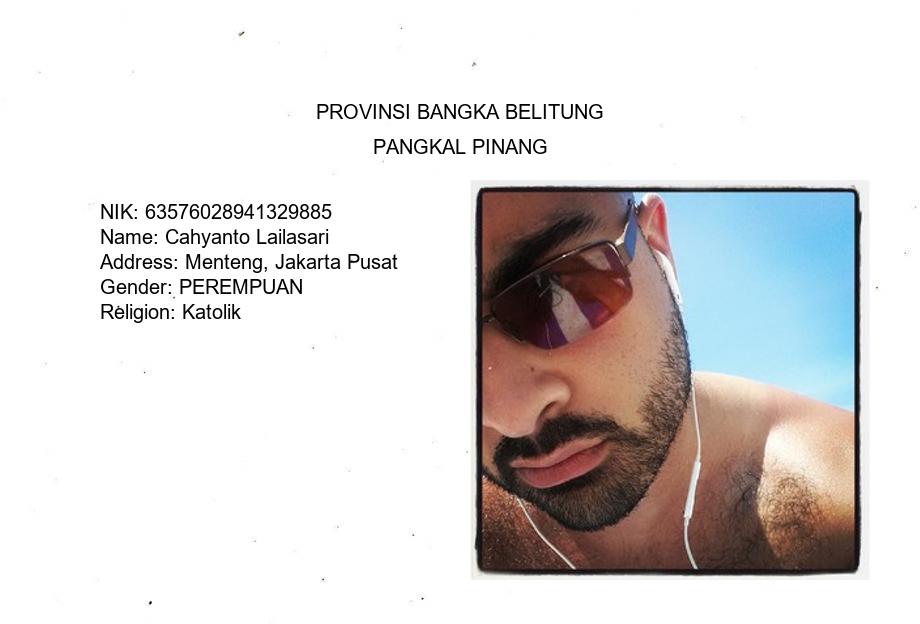 PROVINSI BANGKA BELITUNG
PANGKAL PINANG
NIK: 63576028941329885
Name: Cahyanto Lailasari
Address: Menteng, Jakarta Pusat
Gender: PEREMPUAN
Religion: Katolik